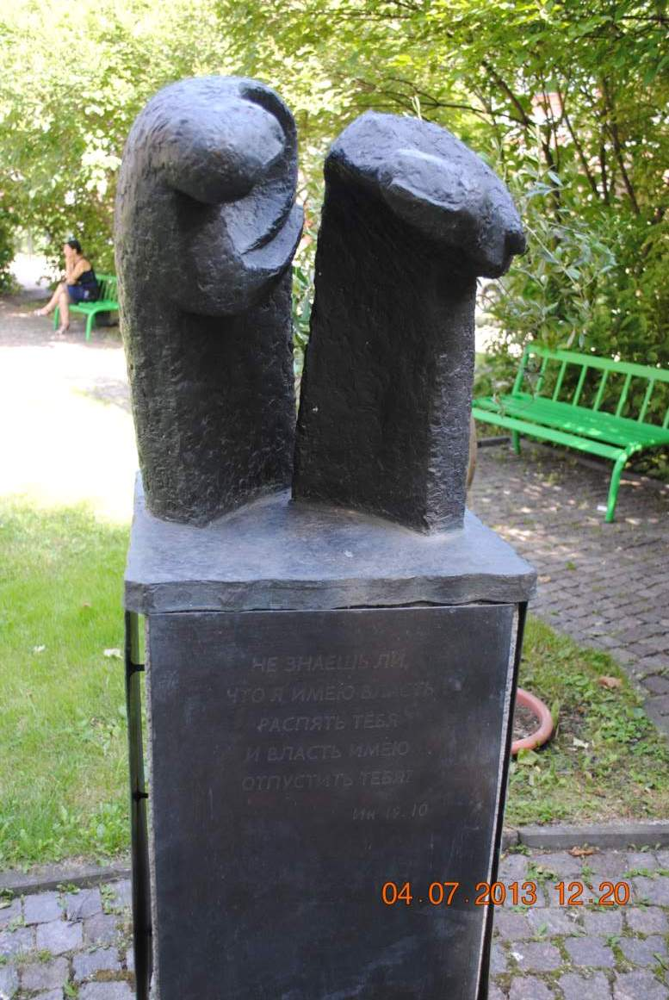 НЕ ЗНАЕШЬ ЛИ,
ЧТО Я ИМЕЮ ВЛАСТЬ
РАСПЯТЬ ТЕБЯ
И ВЛАСТЬ ИМЕЮ
ОТПУСТИТЬ ТЕБЯ?
Ин 19. 10
04.07.2013 12:20